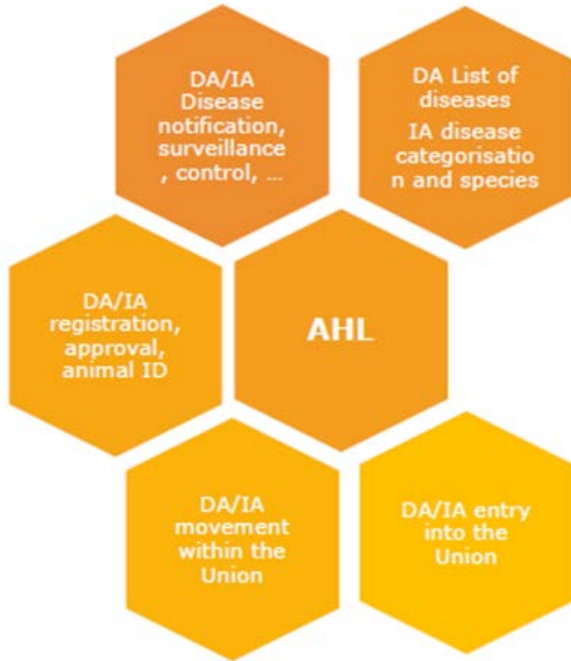 DA/IA
Disease
notification,
surveillance
, control, ...
DA List of
diseases
IA disease
categorisatio
n and species
DA/IA
registration,
approval,
animal ID
AHL
DA/IA
movement
within the
Union
DA/IA entry
into the
Union